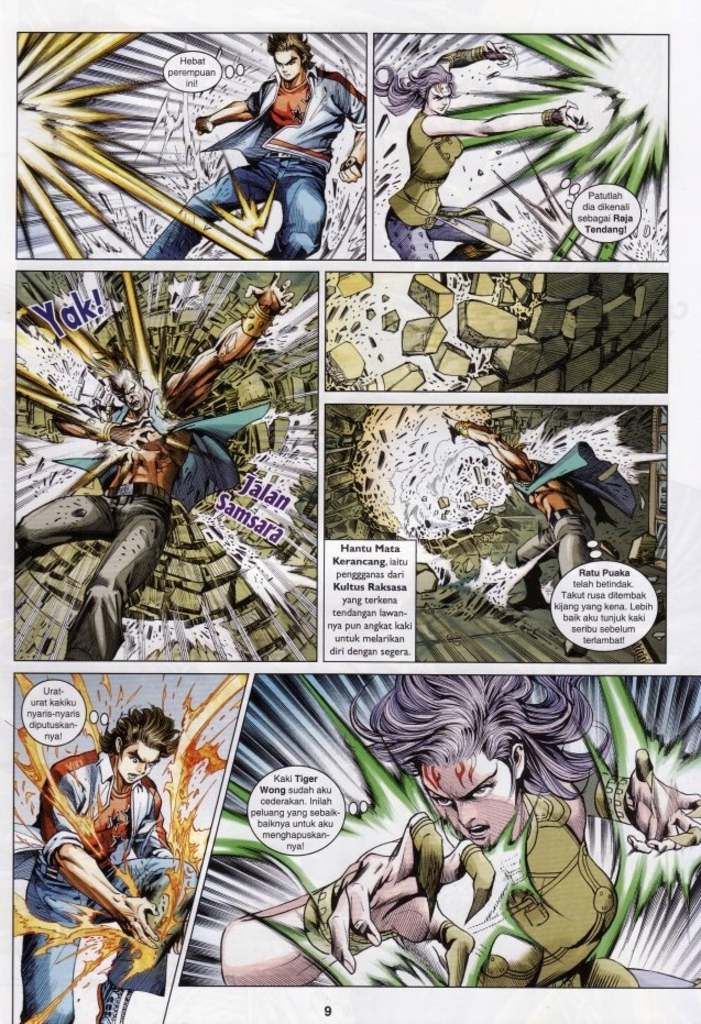 Hebat
perempuan
ini!
Patutlah
dia dikenali
sebagai Raja
Tendang!
Yak!
Jalan
Samsara
Hantu Mata
Kerancang, iaitu
pengganas dari
Kultus Raksasa
yang terkena
tendangan lawan-
nya pun angkat kaki
untuk melarikan
diri dengan segera.
Ratu Puaka
telah betindak.
Takut rusa ditembak
kijang yang kena. Lebih
baik aku tunjuk kaki
seribu sebelum
terlambat!
Urat-
urat kakiku
nyaris-nyaris
diputuskan-
nya!
Kaki Tiger
Wong sudah aku
cederakan. Inilah
peluang yang sebaik-
baiknya untuk aku
menghapuskan-
nya!
9